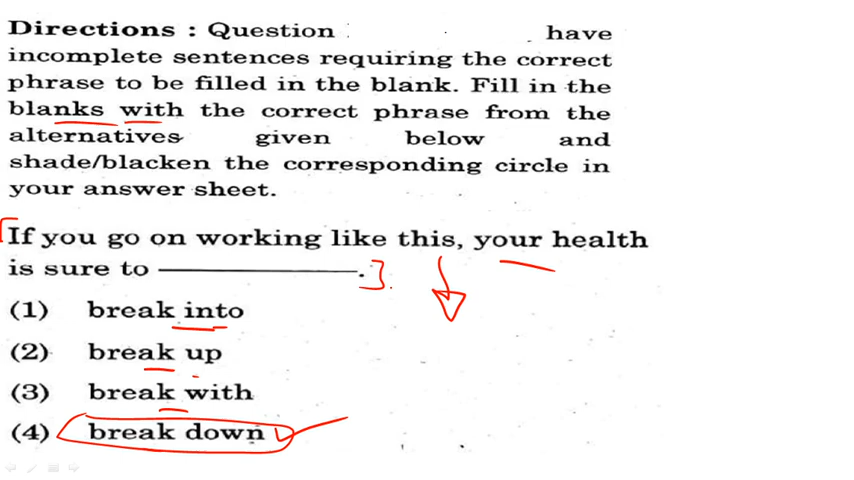 Directions : Question have
incomplete sentences requiring the correct
phrase to be filled in the blank. Fill in the
blanks with the correct phrase from the
alternatives given below and
shade/blacken the corresponding circle in
your answer sheet.
If you go on working like this, your health
is sure to ————————.
(1) break into
(2) break up
(3) break with
(4) break down